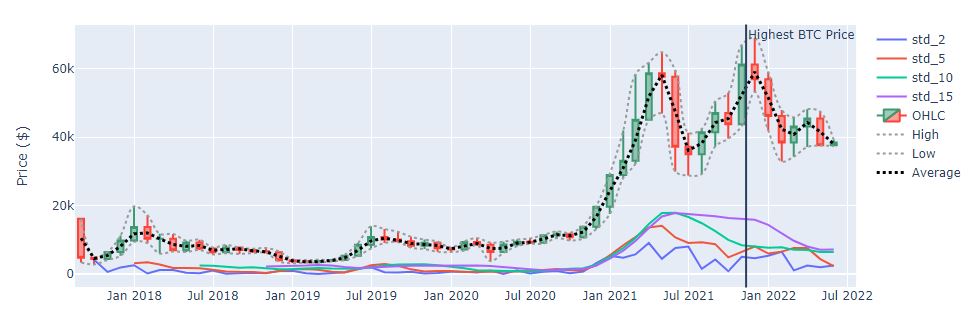 Highest BTC Price
60k
40k
20k
0
Price ($)
Jan 2018
Jul 2018
Jan 2019
Jul 2019
Jan 2020
Jul 2020
Jan 2021
Jul 2021
Jan 2022
Jul 2022
std_2
std_5
std_10
std_15
OHLC
High
Low
Average